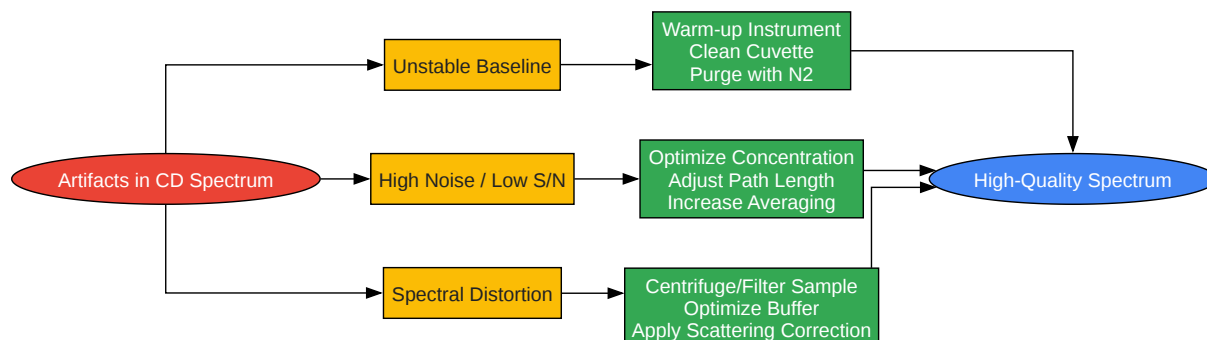 Artifacts in CD Spectrum
Unstable Baseline
Warm-up Instrument
Clean Cuvette
Purge with N2
High Noise / Low S/N
Optimize Concentration
Adjust Path Length
Increase Averaging
Spectral Distortion
Centrifuge/Filter Sample
Optimize Buffer
Apply Scattering Correction
High-Quality Spectrum